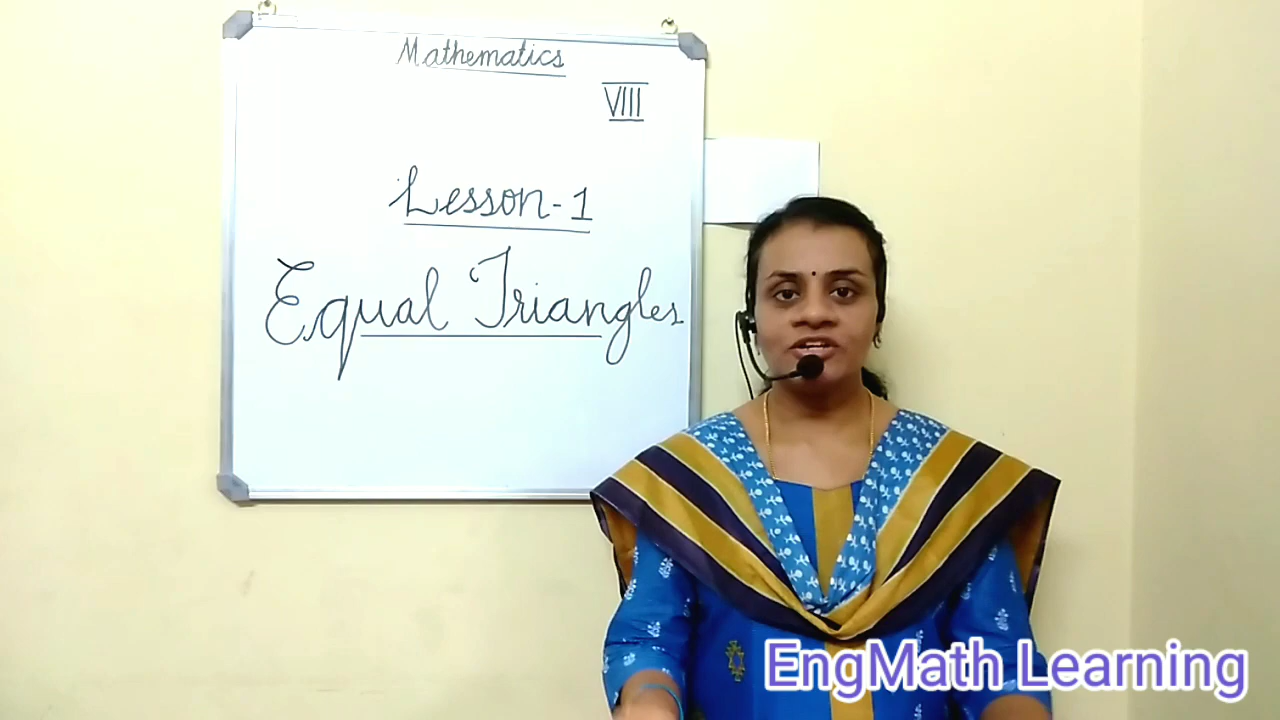 Mathematics
VIII
Lesson-1
Equal Triangles
EngMath Learning